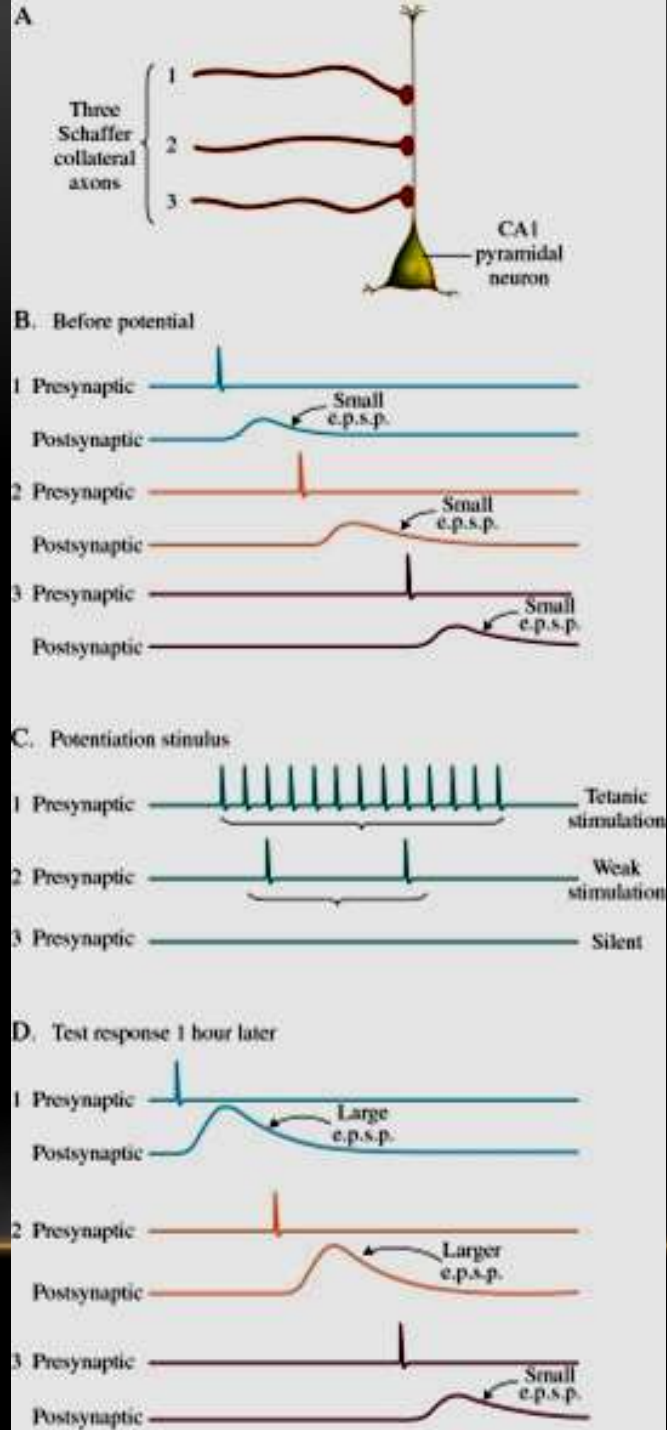 A
1
Three
Schaffer
collateral
axons
2
3
CA1
pyramidal
neuron
B. Before potential
1 Presynaptic
Small
e.p.s.p.
Postsynaptic
2 Presynaptic
Small
e.p.s.p.
Postsynaptic
3 Presynaptic
Small
e.p.s.p.
Postsynaptic
C. Potentiation stimulus
1 Presynaptic
Tetanic
stimulation
2 Presynaptic
Weak
stimulation
3 Presynaptic
Silent
D. Test response 1 hour later
1 Presynaptic
Large
e.p.s.p.
Postsynaptic
2 Presynaptic
Larger
e.p.s.p.
Postsynaptic
3 Presynaptic
Small
e.p.s.p.
Postsynaptic